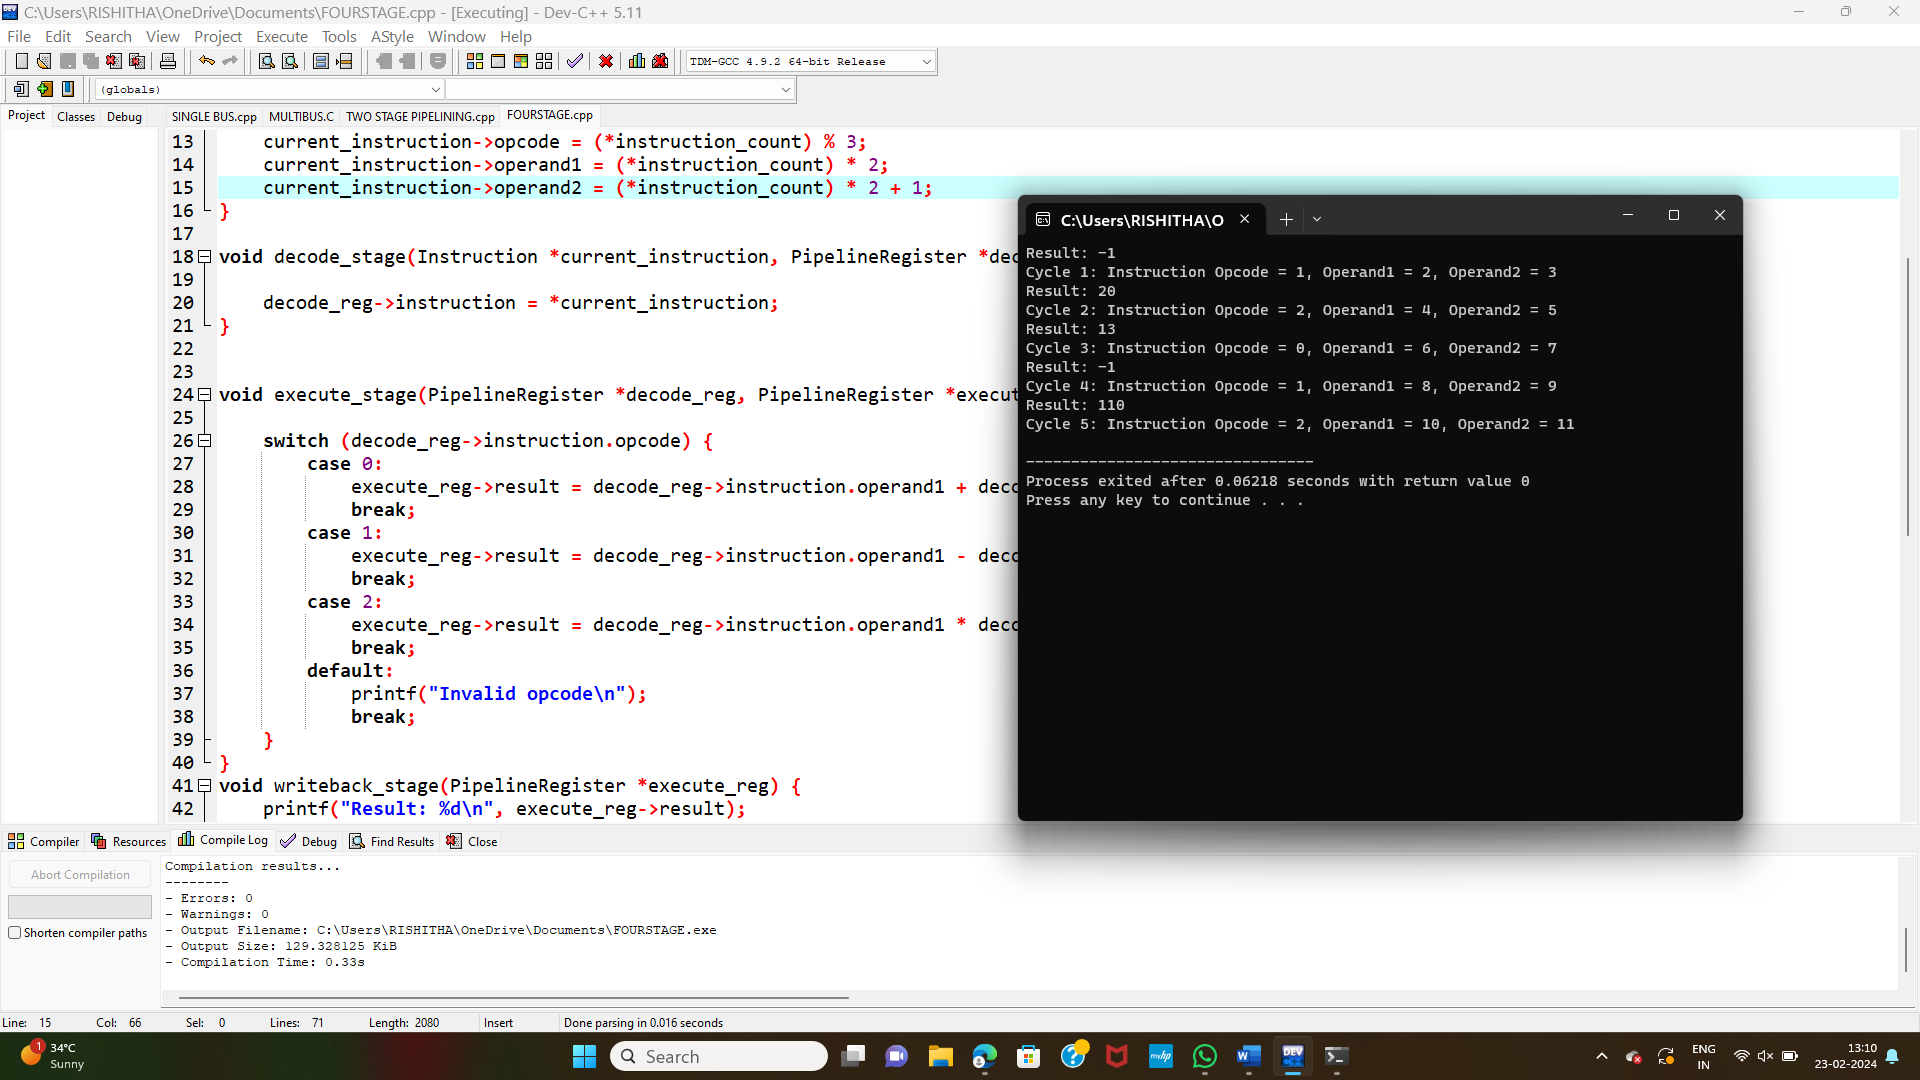 C:\Users\RISHITHA\OneDrive\Documents\FOURSTAGE.cpp - [Executing] - Dev-C++ 5.11
File Edit Search View Project Execute Tools AStyle Window Help
TDM-GCC 4.9.2 64-bit Release
(globals)
Project Classes Debug
SINGLE BUS.cpp MULTIBUS.C TWO STAGE PIPELINING.cpp FOURSTAGE.cpp
13 current_instruction->opcode = (*instruction_count) % 3;
14 current_instruction->operand1 = (*instruction_count) * 2;
15 current_instruction->operand2 = (*instruction_count) * 2 + 1;
16 }
17
18 void decode_stage(Instruction *current_instruction, PipelineRegister *dec
19
20 decode_reg->instruction = *current_instruction;
21 }
22
23
24 void execute_stage(PipelineRegister *decode_reg, PipelineRegister *execut
25
26 switch (decode_reg->instruction.opcode) {
27 case 0:
28 execute_reg->result = decode_reg->instruction.operand1 + deco
29 break;
30 case 1:
31 execute_reg->result = decode_reg->instruction.operand1 - deco
32 break;
33 case 2:
34 execute_reg->result = decode_reg->instruction.operand1 * deco
35 break;
36 default:
37 printf("Invalid opcode\n");
38 break;
39 }
40 }
41 void writeback_stage(PipelineRegister *execute_reg) {
42 printf("Result: %d\n", execute_reg->result);
C:\Users\RISHITHA\O
Result: -1
Cycle 1: Instruction Opcode = 1, Operand1 = 2, Operand2 = 3
Result: 20
Cycle 2: Instruction Opcode = 2, Operand1 = 4, Operand2 = 5
Result: 13
Cycle 3: Instruction Opcode = 0, Operand1 = 6, Operand2 = 7
Result: -1
Cycle 4: Instruction Opcode = 1, Operand1 = 8, Operand2 = 9
Result: 110
Cycle 5: Instruction Opcode = 2, Operand1 = 10, Operand2 = 11
--------------------------------
Process exited after 0.06218 seconds with return value 0
Press any key to continue . . .
Compiler Resources Compile Log Debug Find Results Close
Abort Compilation
Shorten compiler paths
Compilation results...
--------
- Errors: 0
- Warnings: 0
- Output Filename: C:\Users\RISHITHA\OneDrive\Documents\FOURSTAGE.exe
- Output Size: 129.328125 KiB
- Compilation Time: 0.33s
Line: 15 Col: 66 Sel: 0 Lines: 71 Length: 2080 Insert Done parsing in 0.016 seconds
1
34°C
Sunny
Search
myhp
DEV
ENG
IN
13:10
23-02-2024